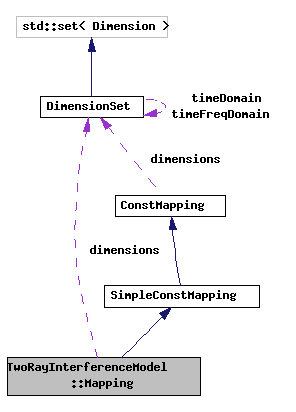 std::set< Dimension >
DimensionSet
timeDomain
timeFreqDomain
dimensions
ConstMapping
dimensions
SimpleConstMapping
TwoRayInterferenceModel
::Mapping